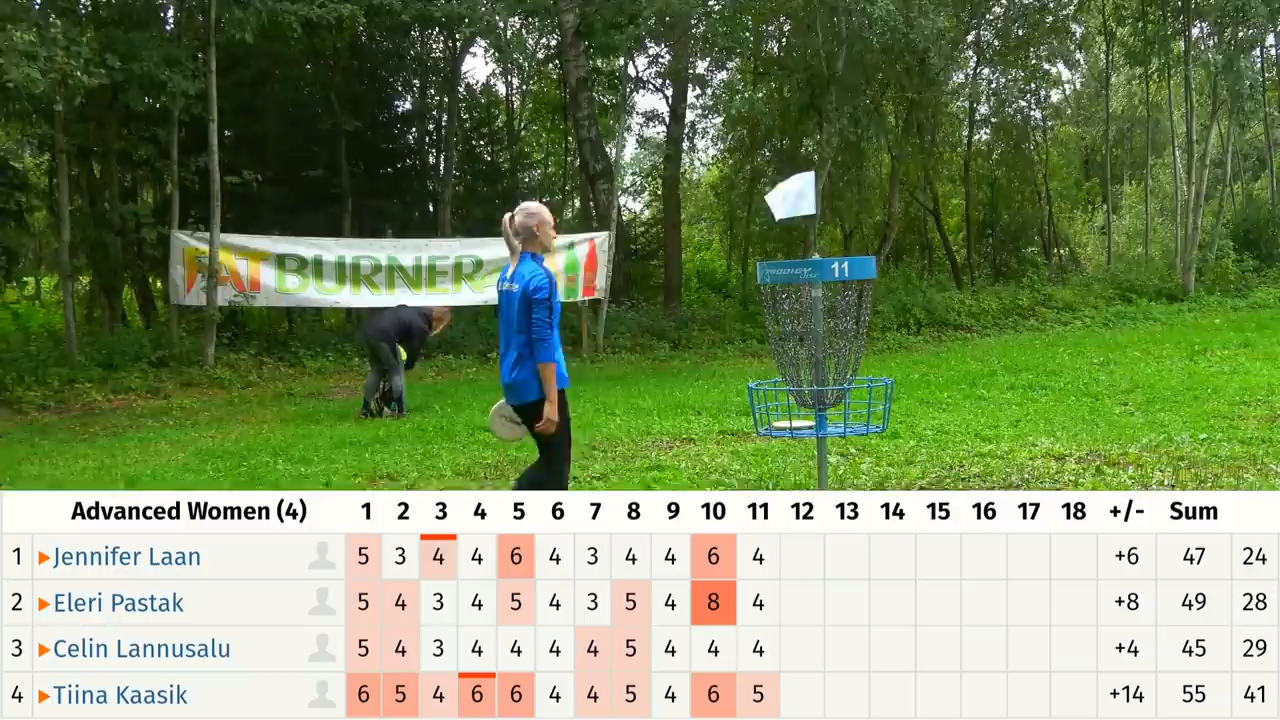 FAT BURNER
PRODIGY DISC 11
Advanced Women (4) 1 2 3 4 5 6 7 8 9 10 11 12 13 14 15 16 17 18 +/- Sum
1 Jennifer Laan 5 3 4 4 6 4 3 4 4 6 4 +6 47 24
2 Eleri Pastak 5 4 3 4 5 4 3 5 4 8 4 +8 49 28
3 Celin Lannusalu 5 4 3 4 4 4 4 5 4 4 4 +4 45 29
4 Tiina Kaasik 6 5 4 6 6 4 4 5 4 6 5 +14 55 41